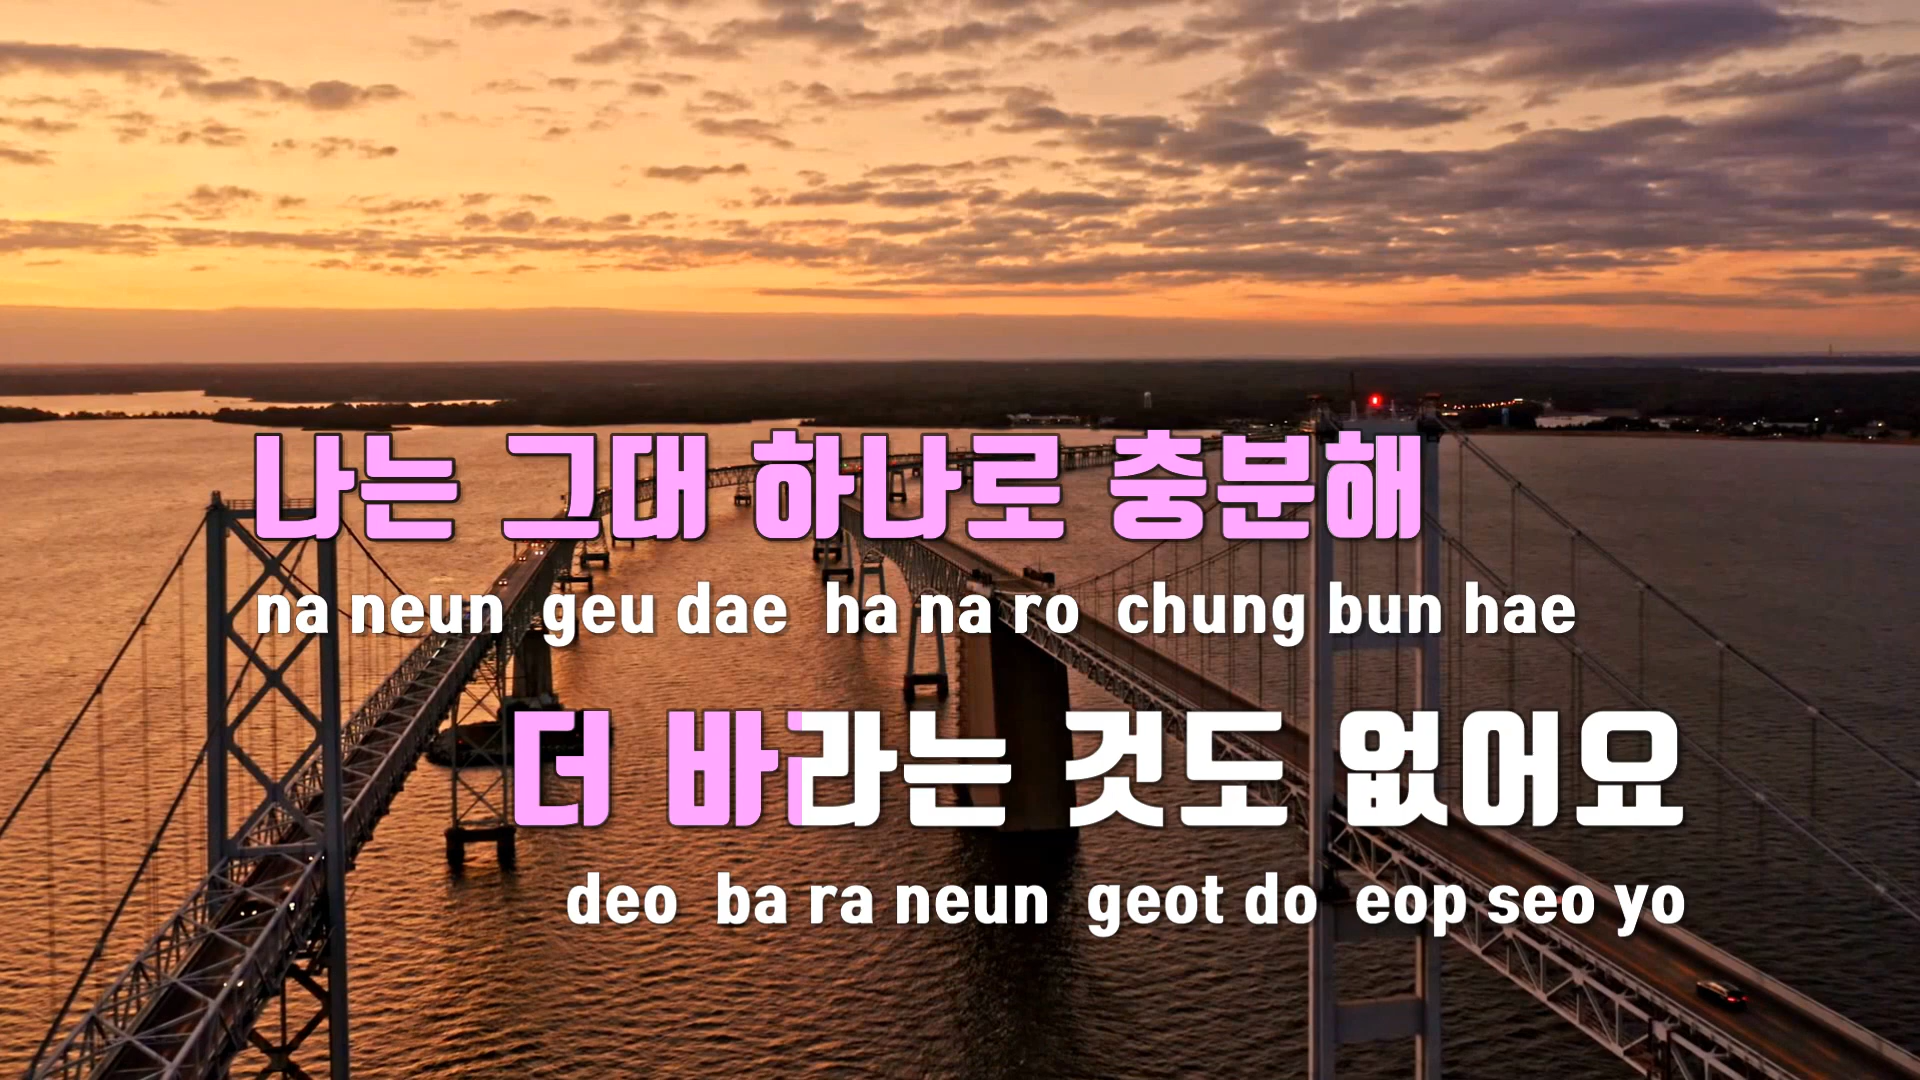 나는 그대 하나로 충분해
na neun geu dae ha na ro chung bun hae
더 바라는 것도 없어요
deo ba ra neun geot do eop seo yo